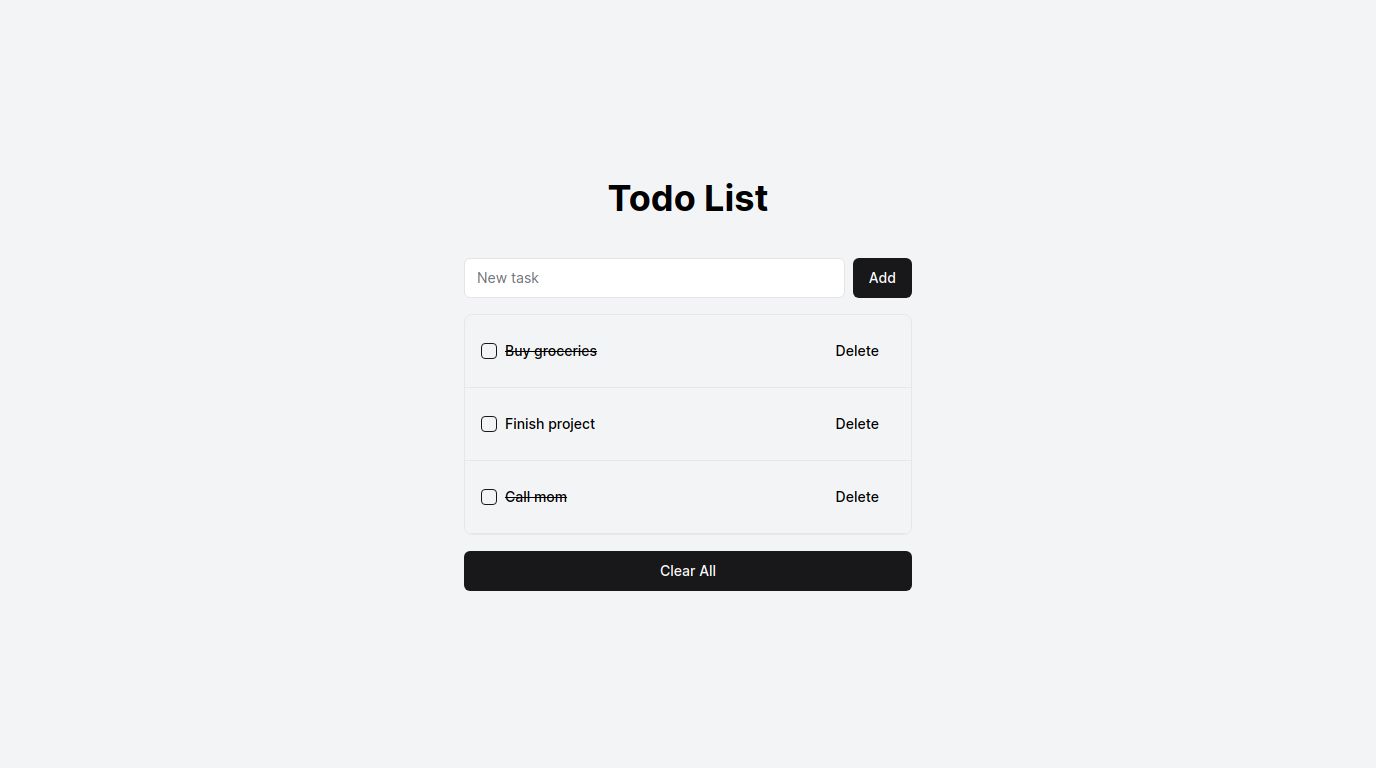 Todo List
New task
Add
Buy groceries
Delete
Finish project
Delete
Call mom
Delete
Clear All